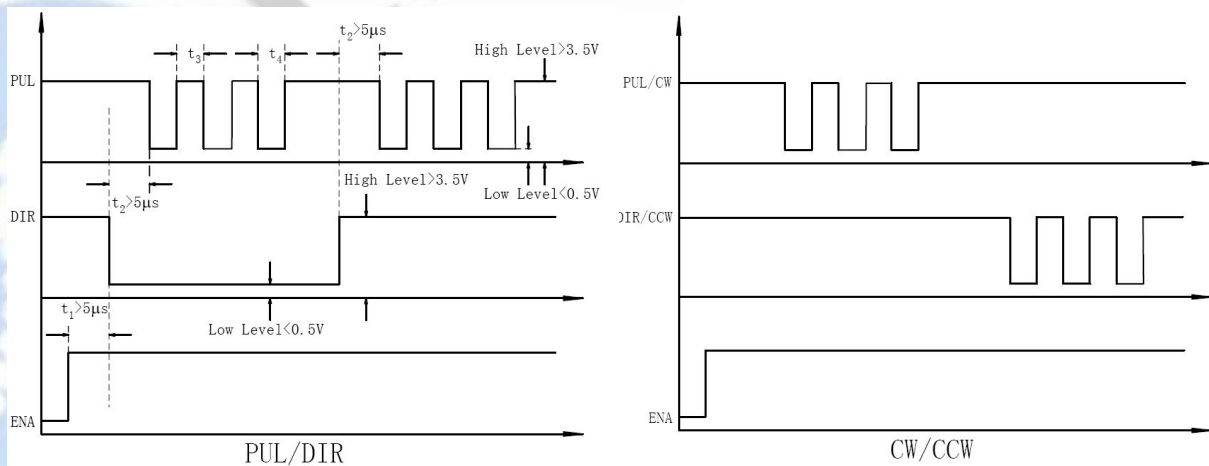 t₂>5μs
t₃
t₄
High Level>3.5V
PUL
High Level>3.5V
Low Level<0.5V
t₂>5μs
DIR
t₁>5μs
Low Level<0.5V
ENA
PUL/DIR
PUL/CW
DIR/CCW
ENA
CW/CCW